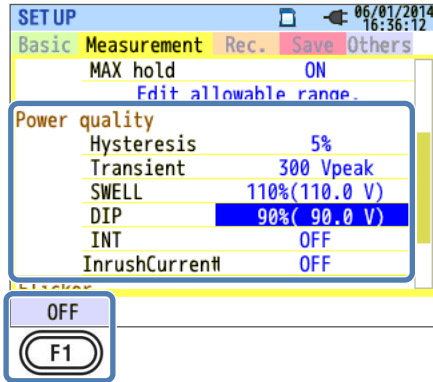 SET UP 06/01/2014
16:36:12
Basic Measurement Rec. Save Others
MAX hold ON
Edit allowable range.
Power quality
Hysteresis 5%
Transient 300 Vpeak
SWELL 110%(110.0 V)
DIP 90%( 90.0 V)
INT OFF
InrushCurrent OFF
Flicker
OFF
F1